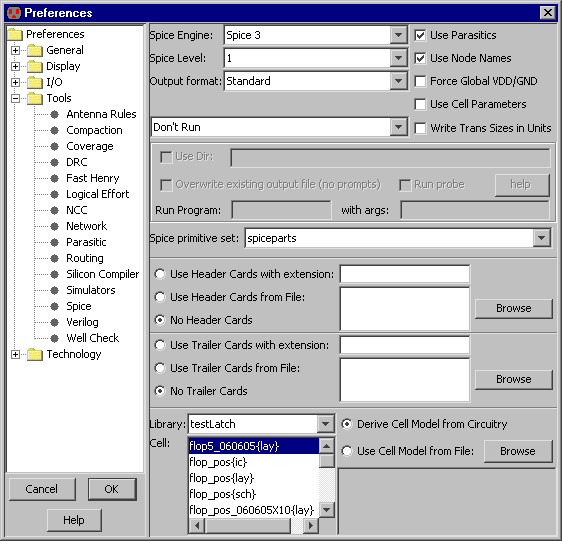 Preferences
Preferences
General
Display
I/O
Tools
Antenna Rules
Compaction
Coverage
DRC
Fast Henry
Logical Effort
NCC
Network
Parasitic
Routing
Silicon Compiler
Simulators
Spice
Verilog
Well Check
Technology
Cancel
OK
Help
Spice Engine: Spice 3
Use Parasitics
Spice Level: 1
Use Node Names
Output format: Standard
Force Global VDD/GND
Use Cell Parameters
Don't Run
Write Trans Sizes in Units
Use Dir:
Overwrite existing output file (no prompts)
Run probe
help
Run Program:
with args:
Spice primitive set: spiceparts
Use Header Cards with extension:
Use Header Cards from File:
No Header Cards
Browse
Use Trailer Cards with extension:
Use Trailer Cards from File:
No Trailer Cards
Browse
Library: testLatch
Derive Cell Model from Circuitry
Cell:
flop5_060605{lay}
flop_pos{ic}
flop_pos{lay}
flop_pos{sch}
flop_pos_060605X10{lay}
Use Cell Model from File:
Browse